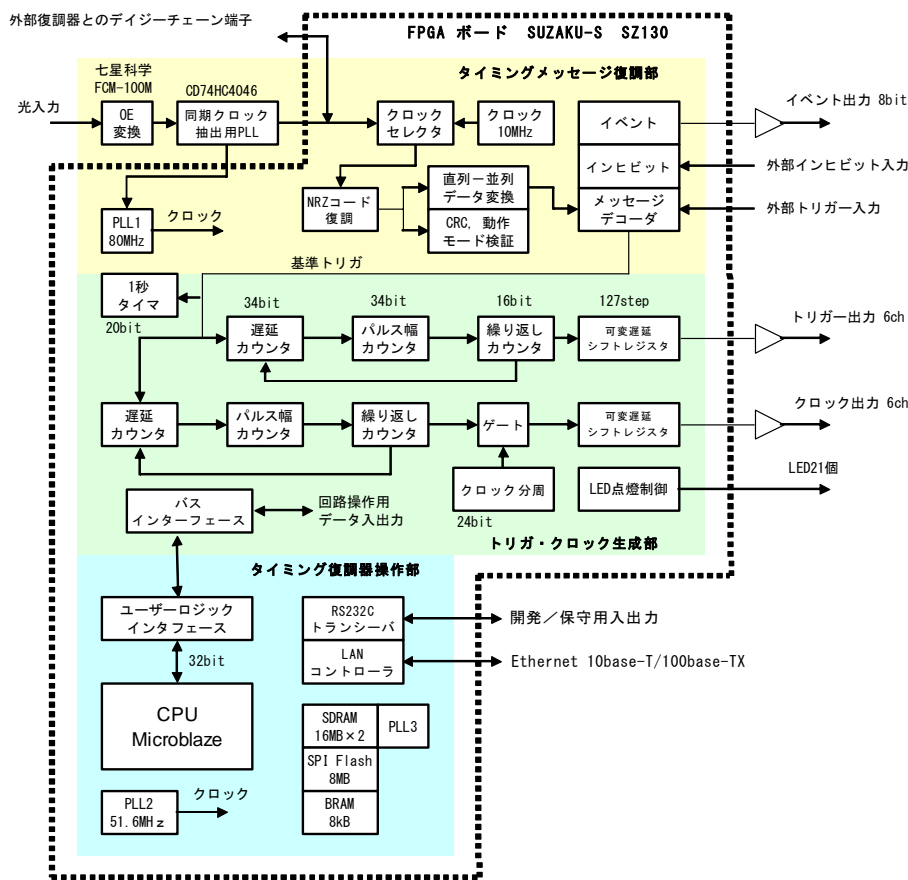 外部復調器とのデイジーチェーン端子
FPGA ボード SUZAKU-S SZ130
七星科学
FCM-100M
CD74HC4046
タイミングメッセージ復調部
光入力
OE
変換
同期クロック
抽出用PLL
クロック
セレクタ
クロック
10MHz
イベント
イベント出力 8bit
インヒビット
外部インヒビット入力
メッセージ
デコーダ
外部トリガー入力
PLL1
80MHz
クロック
NRZコード
復調
直列－並列
データ変換
CRC, 動作
モード検証
基準トリガ
1秒
タイマ
20bit
34bit
34bit
16bit
127step
遅延
カウンタ
パルス幅
カウンタ
繰り返し
カウンタ
可変遅延
シフトレジスタ
トリガー出力 6ch
遅延
カウンタ
パルス幅
カウンタ
繰り返し
カウンタ
ゲート
可変遅延
シフトレジスタ
クロック出力 6ch
クロック分周
24bit
LED点燈制御
LED21個
バス
インターフェース
回路操作用
データ入出力
トリガ・クロック生成部
タイミング復調器操作部
ユーザーロジック
インタフェース
32bit
RS232C
トランシーバ
開発／保守用入出力
LAN
コントローラ
Ethernet 10base-T/100base-TX
CPU
Microblaze
SDRAM
16MB×2
PLL3
SPI Flash
8MB
BRAM
8kB
PLL2
51.6MHz
クロック